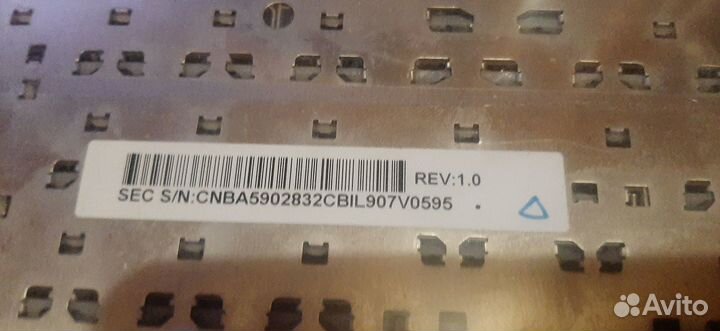 REV:1.0
SEC S/N:CNBA5902832CBIL907V0595 .
Avito